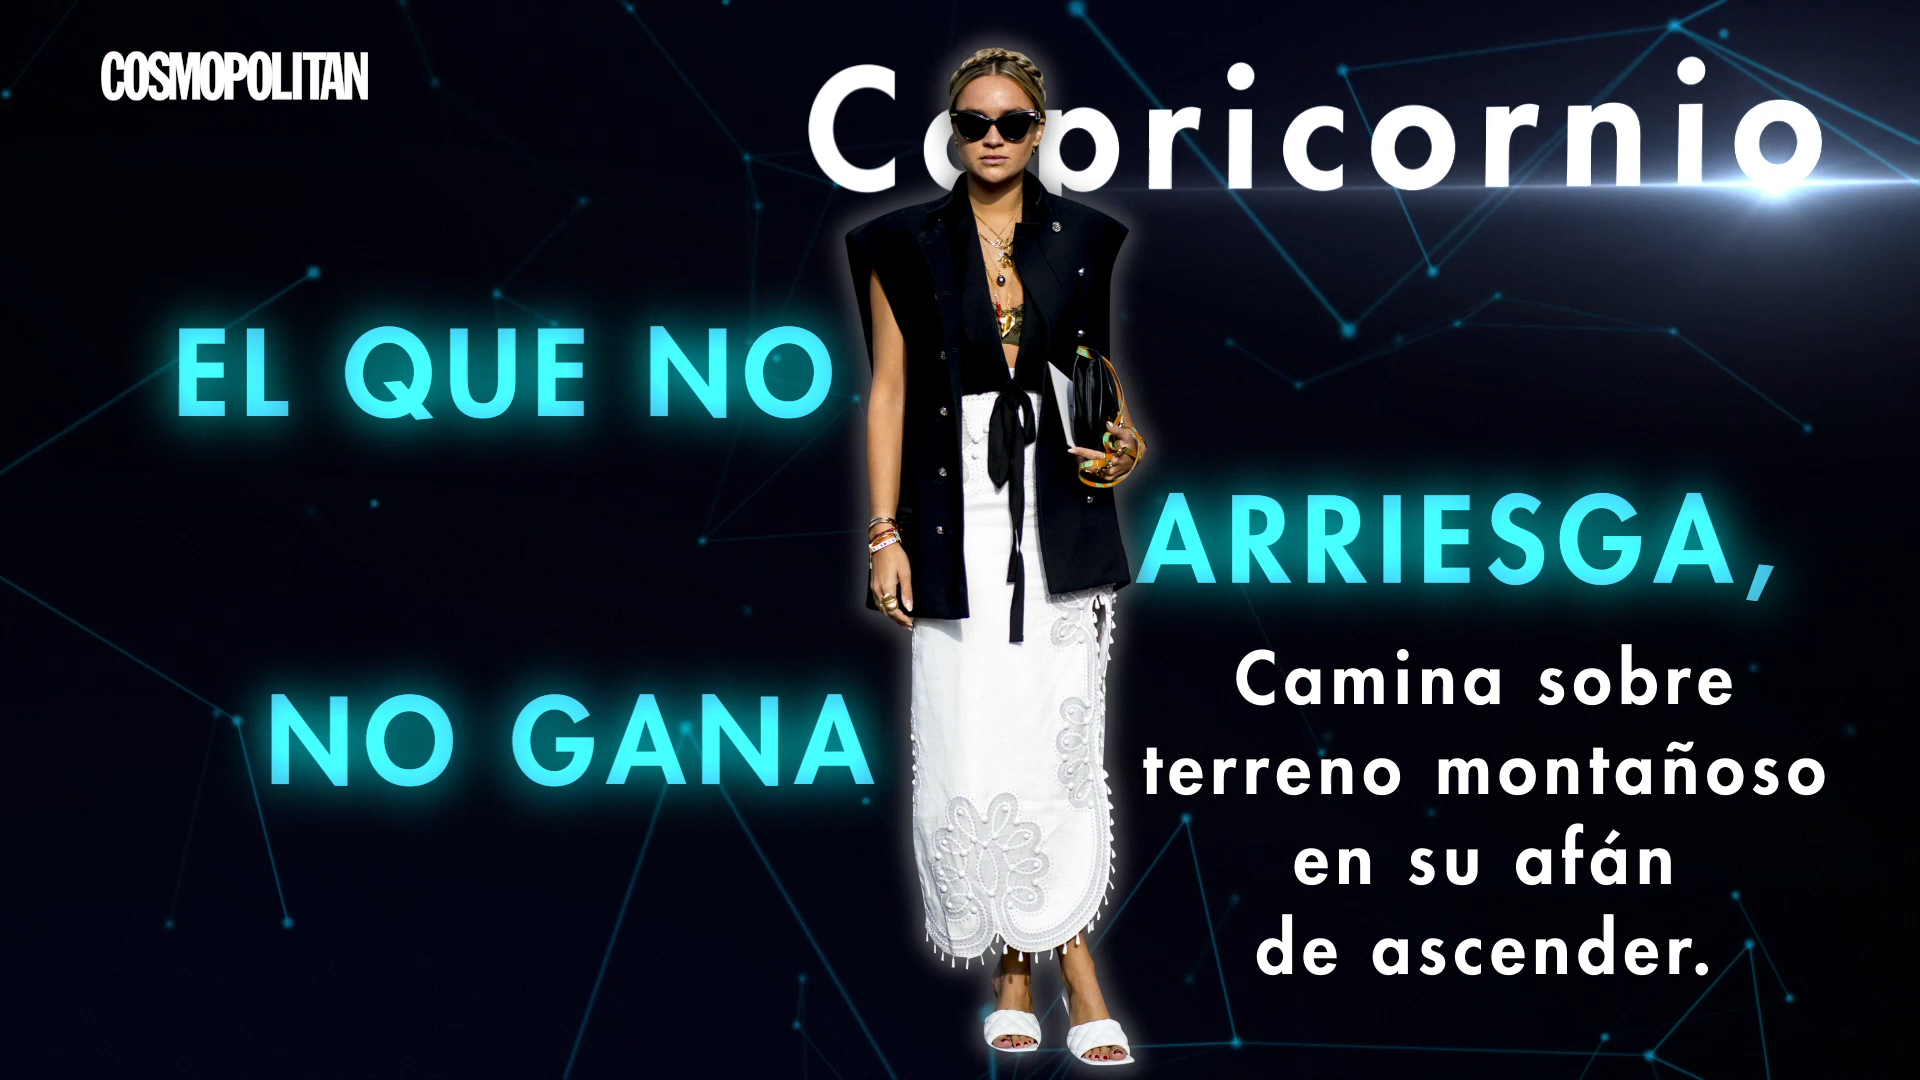 COSMOPOLITAN
Capricornio
EL QUE NO
ARRIESGA,
NO GANA
Camina sobre
terreno montañoso
en su afán
de ascender.